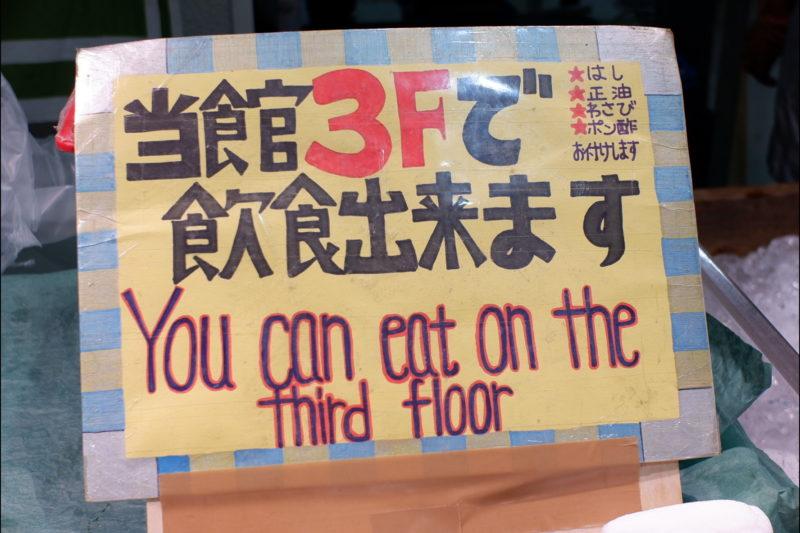 当館3Fで
飲食出来ます
★はし
★正油
★わさび
★ポン酢
お付けします
You can eat on the
third floor